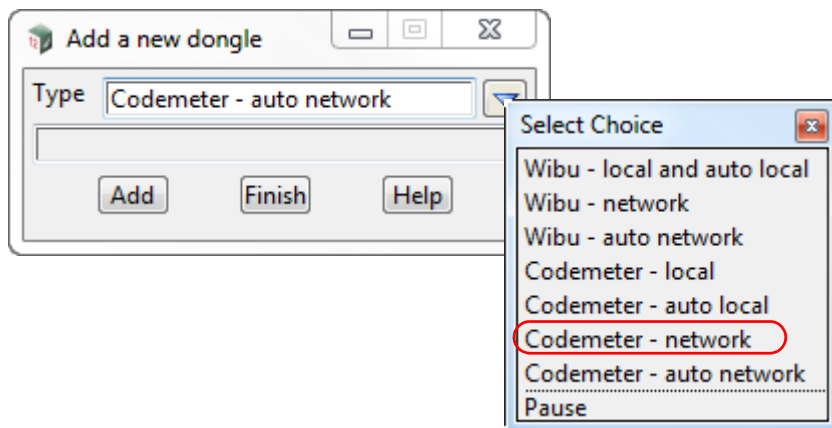 Add a new dongle
Type Codemeter - auto network
Add Finish Help
Select Choice
Wibu - local and auto local
Wibu - network
Wibu - auto network
Codemeter - local
Codemeter - auto local
Codemeter - network
Codemeter - auto network
Pause